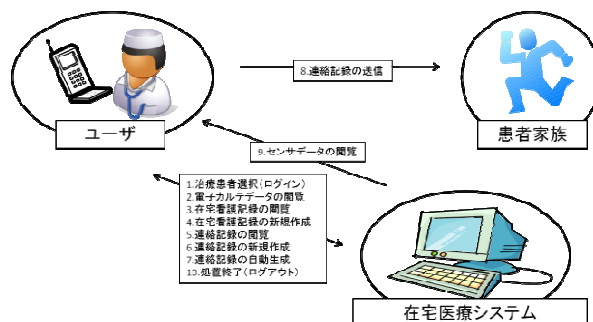 8.連絡記録の送信
ユーザ
患者家族
9.センサデータの閲覧
1.治療患者選択(ログイン)
2.電子カルテデータの閲覧
3.在宅看護記録の閲覧
4.在宅看護記録の新規作成
5.連絡記録の閲覧
6.連絡記録の新規作成
7.連絡記録の自動生成
10.処置終了(ログアウト)
在宅医療システム